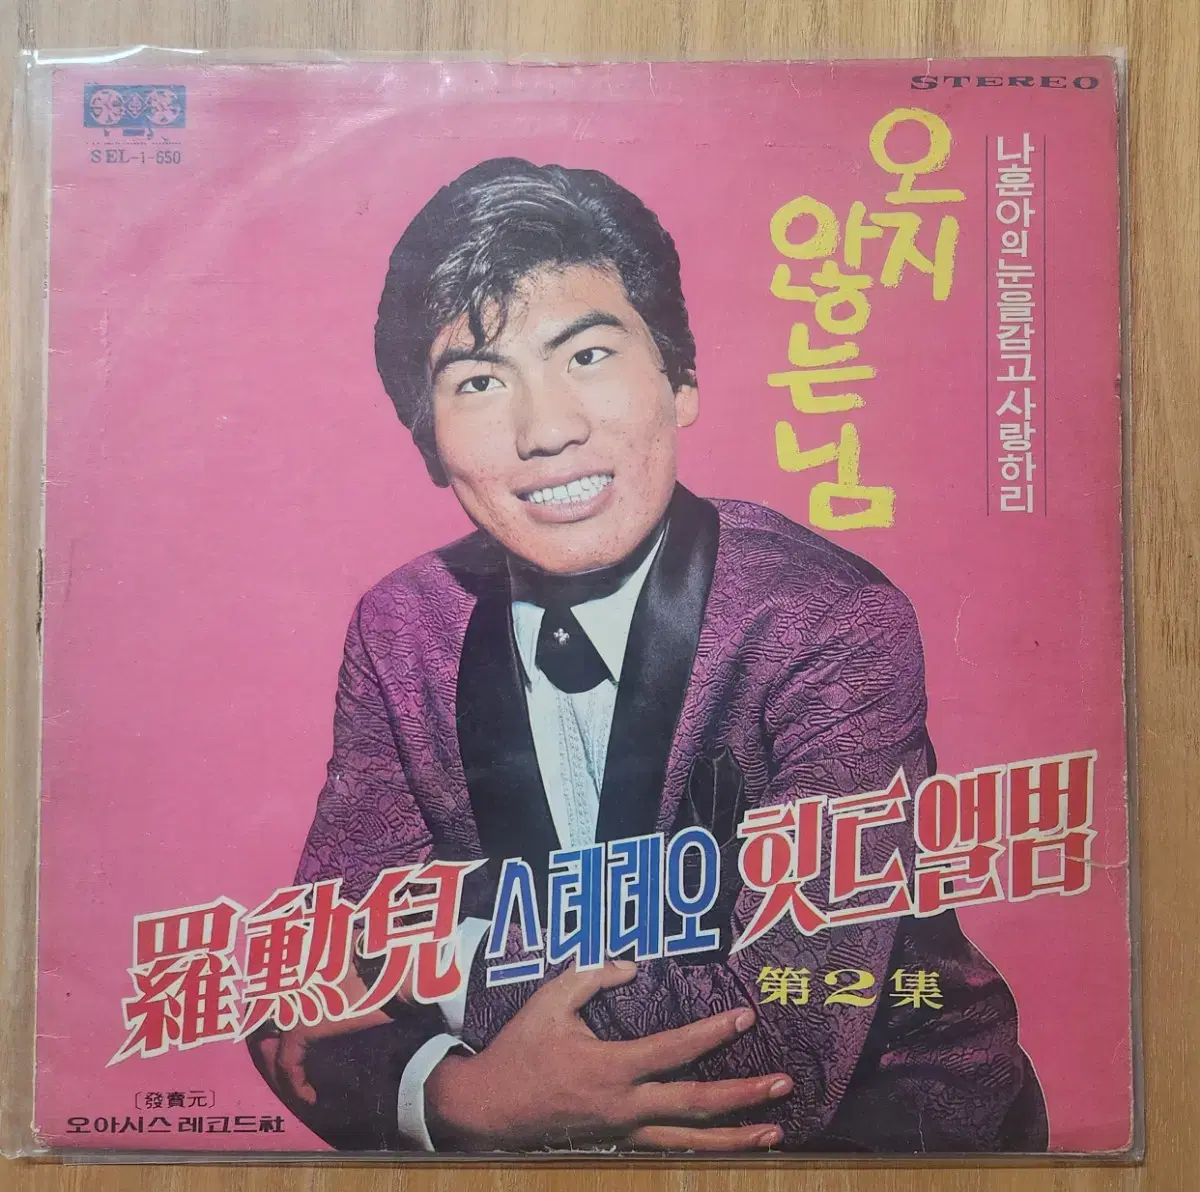 STEREO
SEL-1-650
오지
않는
님
나훈아의 눈을감고 사랑하리
羅勳兒 스테레오 힛트앨범
第2集
〔發賣元〕
오아시스레코드社